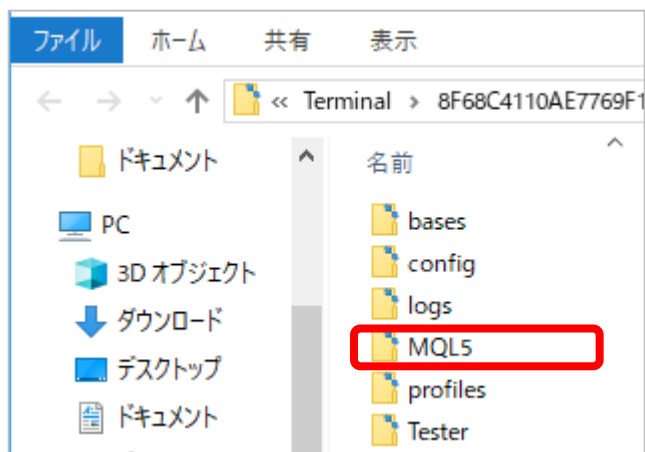 ファイル ホーム 共有 表示
« Terminal › 8F68C4110AE7769F1
ドキュメント
PC
3D オブジェクト
ダウンロード
デスクトップ
ドキュメント
名前
bases
config
logs
MQL5
profiles
Tester